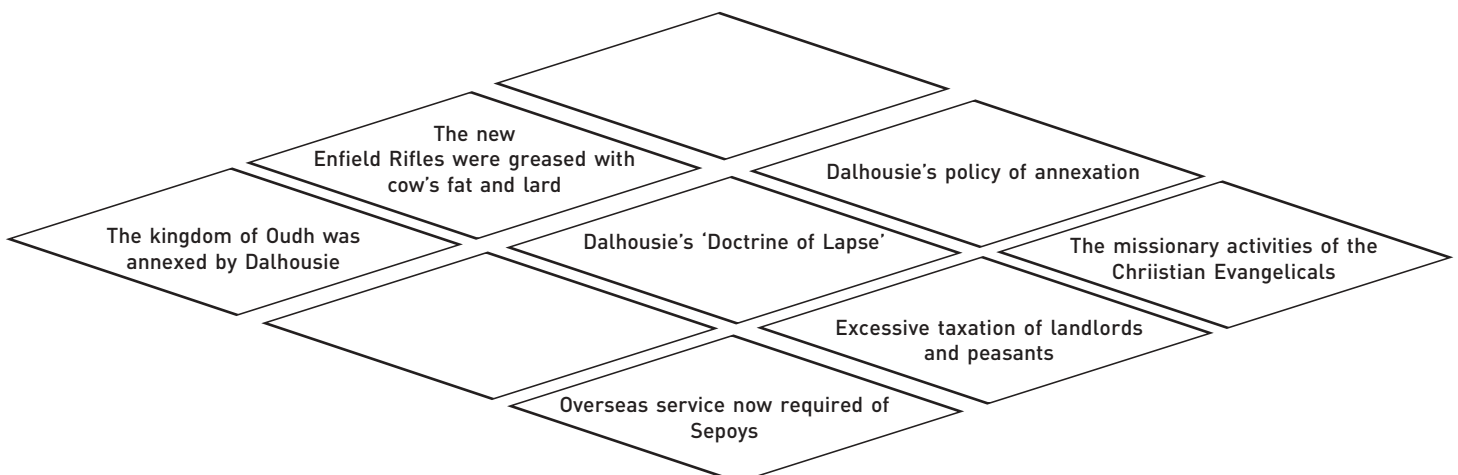 The new
Enfield Rifles were greased with
cow's fat and lard
Dalhousie's policy of annexation
The kingdom of Oudh was
annexed by Dalhousie
Dalhousie's ‘Doctrine of Lapse’
The missionary activities of the
Chriistian Evangelicals
Excessive taxation of landlords
and peasants
Overseas service now required of
Sepoys